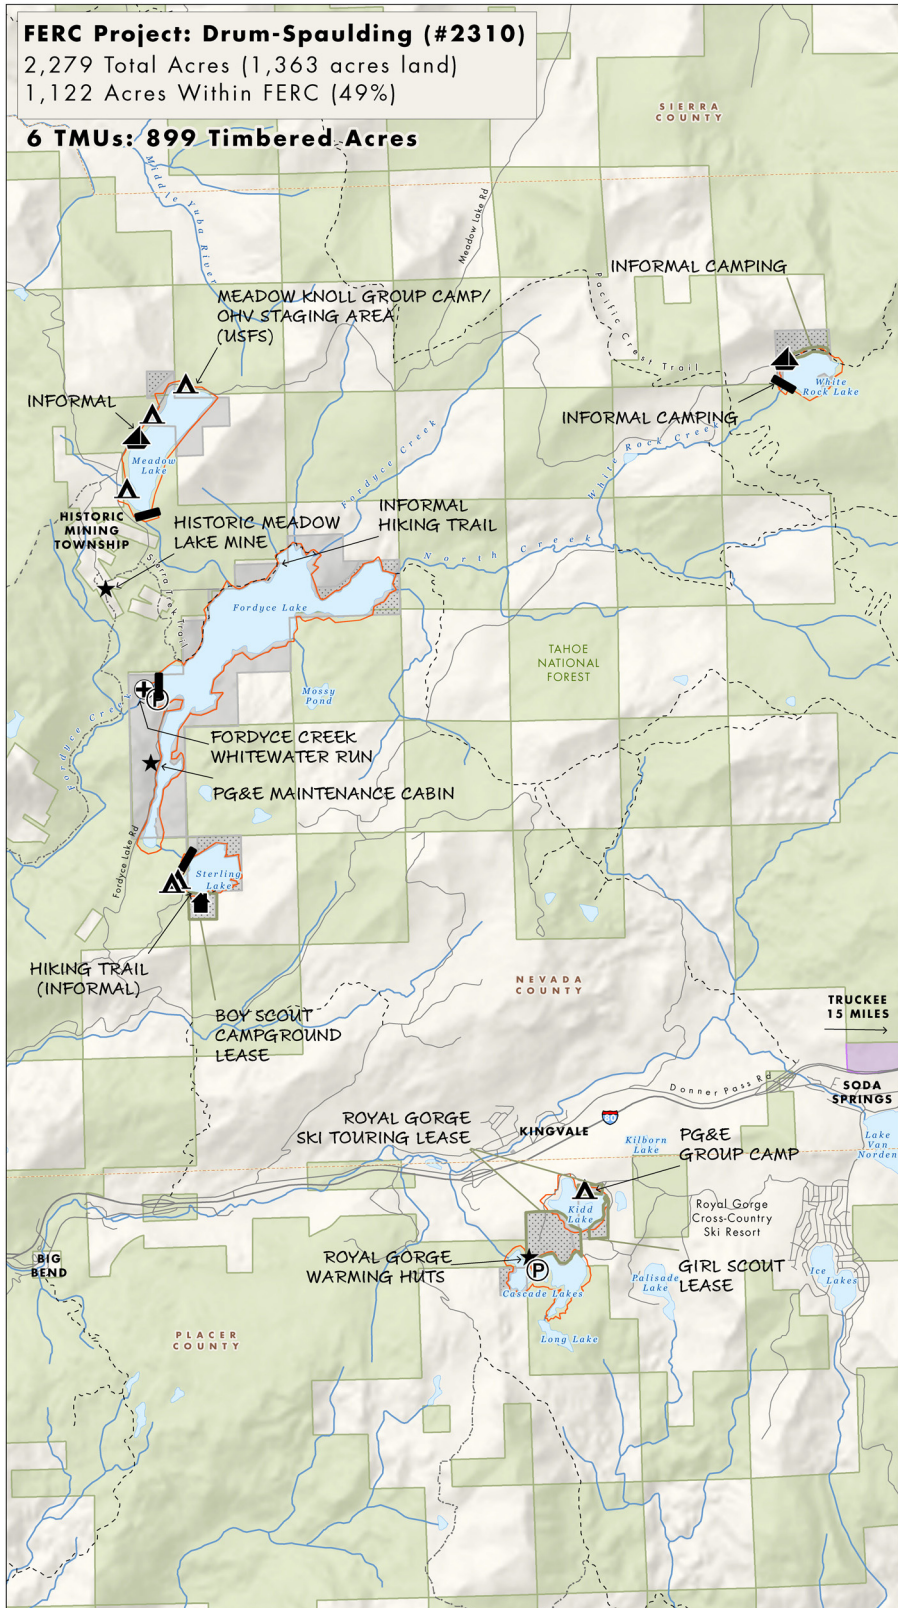 FERC Project: Drum-Spaulding (#2310)
2,279 Total Acres (1,363 acres land)
1,122 Acres Within FERC (49%)
6 TMUs: 899 Timbered Acres
SIERRA
COUNTY
Middle Yuba River
Meadow Lake Rd
Pacific Crest Trail
INFORMAL CAMPING
MEADOW KNOLL GROUP CAMP/
OHV STAGING AREA
(USFS)
White
Rock Lake
INFORMAL
INFORMAL CAMPING
White Rock Creek
Fordyce Creek
Meadow
Lake
HISTORIC
MINING
TOWNSHIP
HISTORIC MEADOW
LAKE MINE
INFORMAL
HIKING TRAIL
North Creek
Sierra Trek Trail
Fordyce Lake
TAHOE
NATIONAL
FOREST
Mossy
Pond
P
Fordyce Creek
FORDYCE CREEK
WHITEWATER RUN
PG&E MAINTENANCE CABIN
Fordyce Lake Rd
Sterling
Lake
HIKING TRAIL
(INFORMAL)
NEVADA
COUNTY
BOY SCOUT
CAMPGROUND
LEASE
TRUCKEE
15 MILES
Donner Pass Rd
SODA
SPRINGS
ROYAL GORGE
SKI TOURING LEASE
KINGVALE
80
Kilborn
Lake
PG&E
GROUP CAMP
Lake
Van
Norden
Kidd
Lake
Royal Gorge
Cross-Country
Ski Resort
BIG
BEND
ROYAL GORGE
WARMING HUTS
P
GIRL SCOUT
LEASE
Cascade Lakes
Palisade
Lake
Ice
Lakes
Long Lake
PLACER
COUNTY